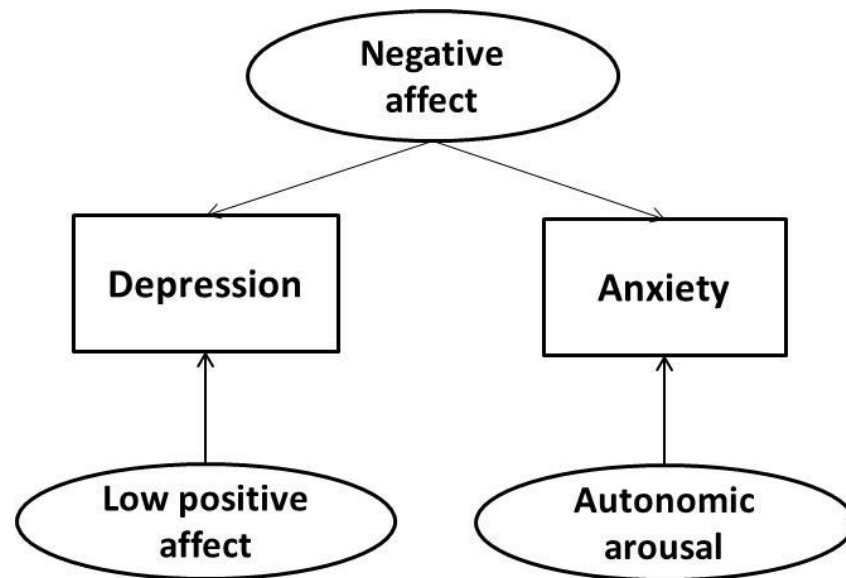 Negative
affect
Depression
Anxiety
Low positive
affect
Autonomic
arousal